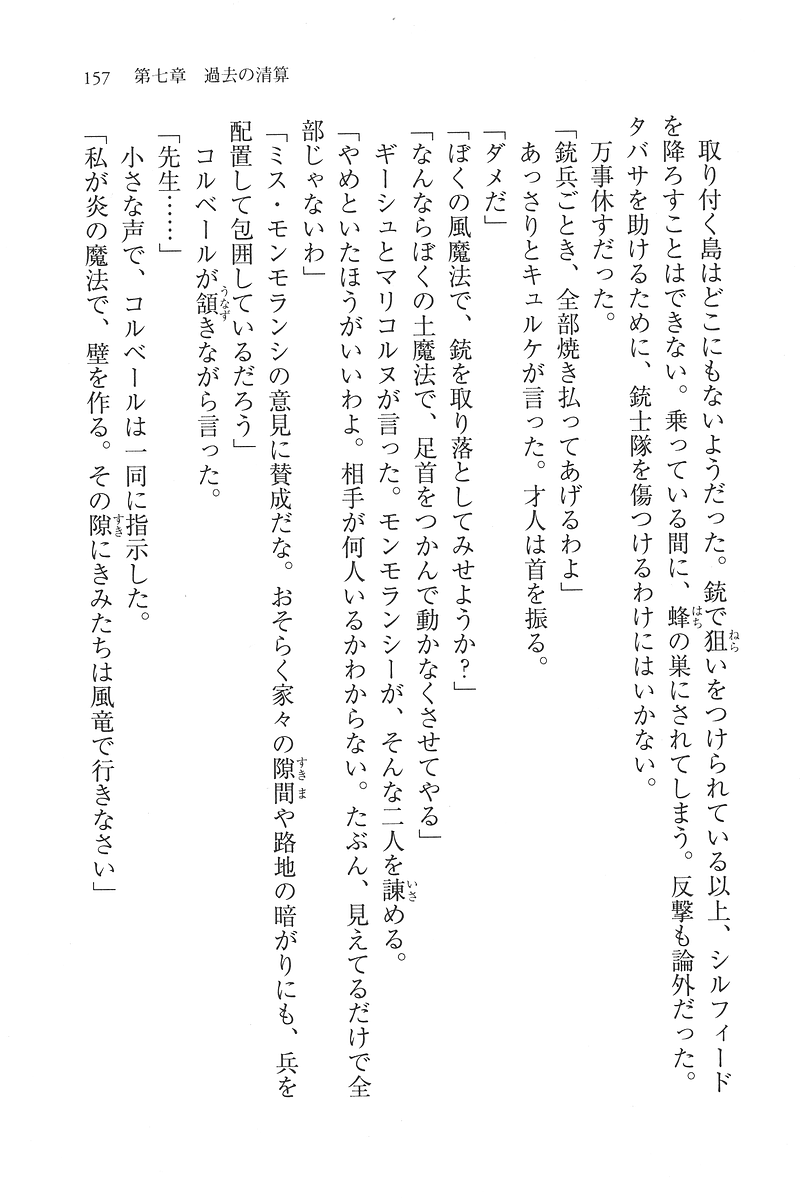 157　第七章　過去の清算
　取り付く島はどこにもないようだった。銃で狙いをつけられている以上、シルフィード
を降ろすことはできない。乗っている間に、蜂の巣にされてしまう。反撃も論外だった。
タバサを助けるために、銃士隊を傷つけるわけにはいかない。
　万事休すだった。
「銃兵ごとき、全部焼き払ってあげるわよ」
　あっさりとキュルケが言った。才人は首を振る。
「ダメだ」
「ぼくの風魔法で、銃を取り落としてみせようか？」
「なんならぼくの土魔法で、足首をつかんで動かなくさせてやる」
　ギーシュとマリコルヌが言った。モンモランシーが、そんな二人を諫める。
「やめといたほうがいいわよ。相手が何人いるかわからない。たぶん、見えてるだけで全
部じゃないわ」
「ミス・モンモランシの意見に賛成だな。おそらく家々の隙間や路地の暗がりにも、兵を
配置して包囲しているだろう」
　コルベールが頷きながら言った。
「先生……」
　小さな声で、コルベールは一同に指示した。
「私が炎の魔法で、壁を作る。その隙にきみたちは風竜で行きなさい」